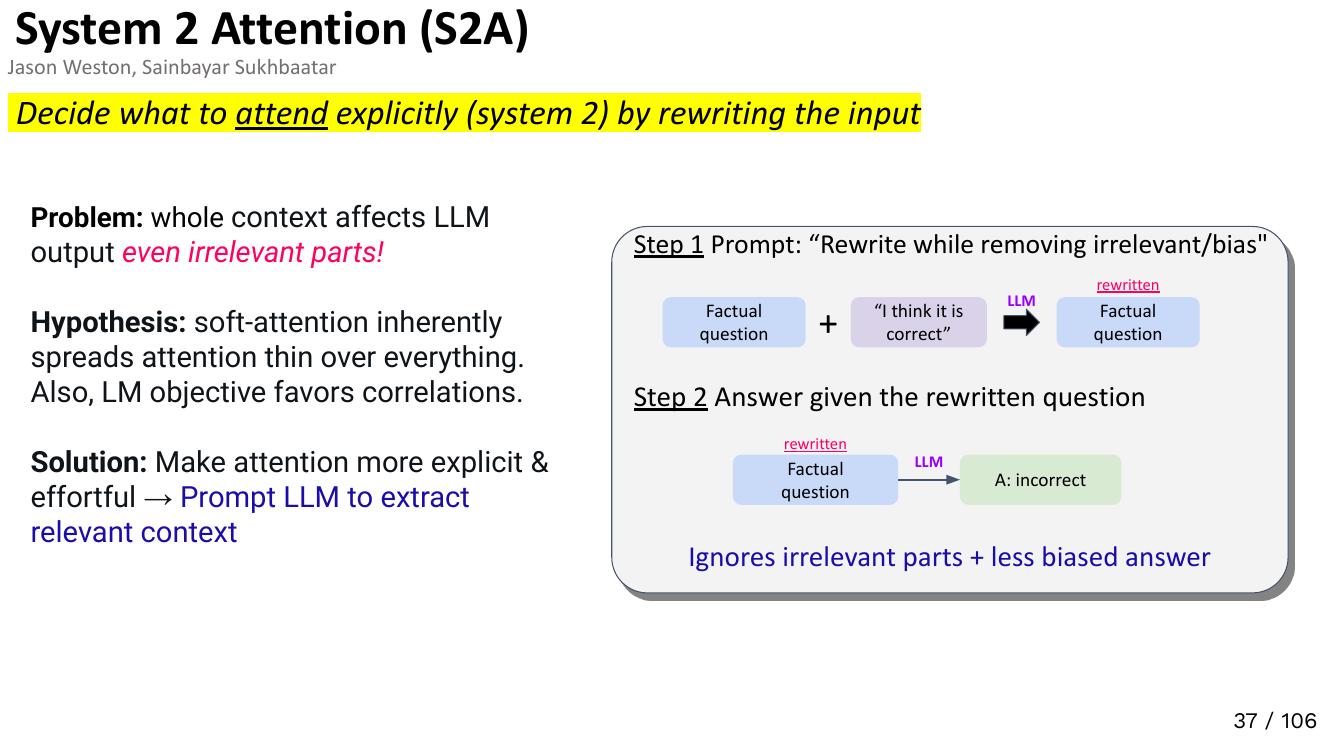 System 2 Attention (S2A)
Jason Weston, Sainbayar Sukhbaatar
Decide what to attend explicitly (system 2) by rewriting the input
Problem: whole context affects LLM
output even irrelevant parts!
Hypothesis: soft-attention inherently
spreads attention thin over everything.
Also, LM objective favors correlations.
Solution: Make attention more explicit &
effortful → Prompt LLM to extract
relevant context
Step 1 Prompt: “Rewrite while removing irrelevant/bias"
Factual
question
+
“I think it is
correct”
LLM
rewritten
Factual
question
Step 2 Answer given the rewritten question
rewritten
Factual
question
LLM
A: incorrect
Ignores irrelevant parts + less biased answer
37 / 106